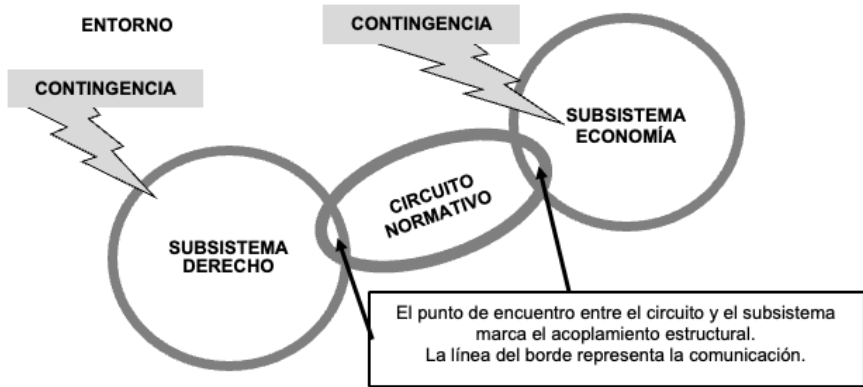 ENTORNO
CONTINGENCIA
CONTINGENCIA
SUBSISTEMA
ECONOMÍA
CIRCUITO
NORMATIVO
SUBSISTEMA
DERECHO
El punto de encuentro entre el circuito y el subsistema
marca el acoplamiento estructural.
La línea del borde representa la comunicación.